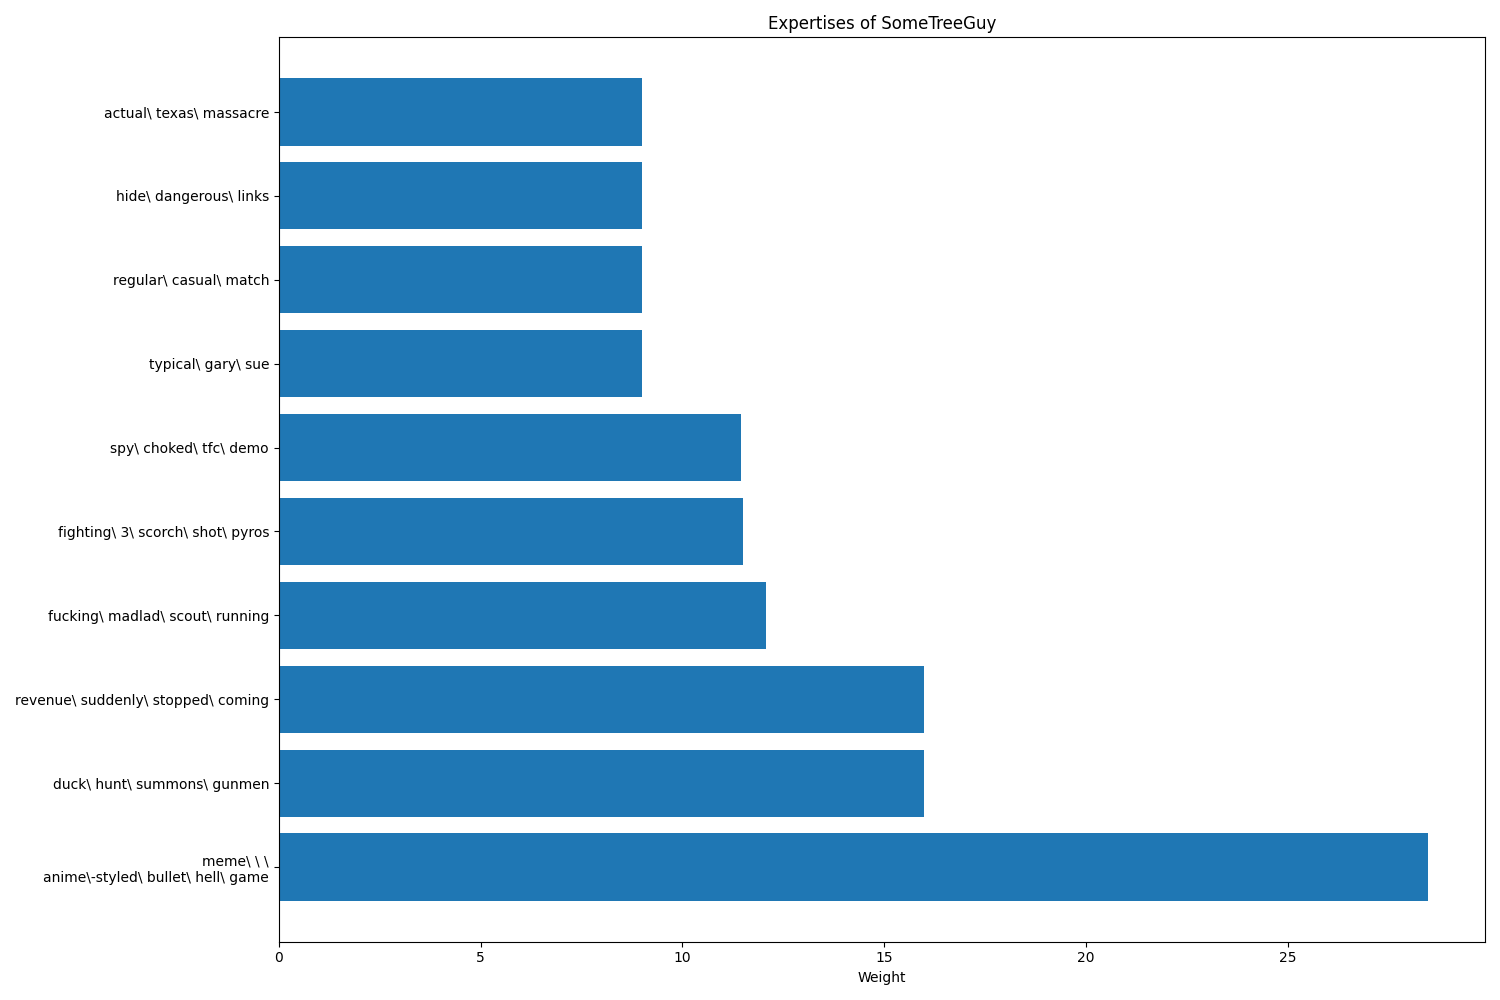 Expertises of SomeTreeGuy
actual\ texas\ massacre
hide\ dangerous\ links
regular\ casual\ match
typical\ gary\ sue
spy\ choked\ tfc\ demo
fighting\ 3\ scorch\ shot\ pyros
fucking\ madlad\ scout\ running
revenue\ suddenly\ stopped\ coming
duck\ hunt\ summons\ gunmen
meme\ \ \
anime\-styled\ bullet\ hell\ game
0 5 10 15 20 25
Weight